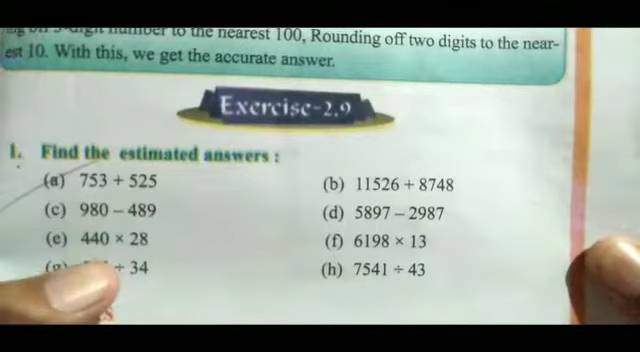 number to the nearest 100, Rounding off two digits to the near-
est 10. With this, we get the accurate answer.
Exercise-2.9
1. Find the estimated answers :
(a) 753 + 525
(b) 11526 + 8748
(c) 980 – 489
(d) 5897 – 2987
(e) 440 × 28
(f) 6198 × 13
÷ 34
(h) 7541 ÷ 43